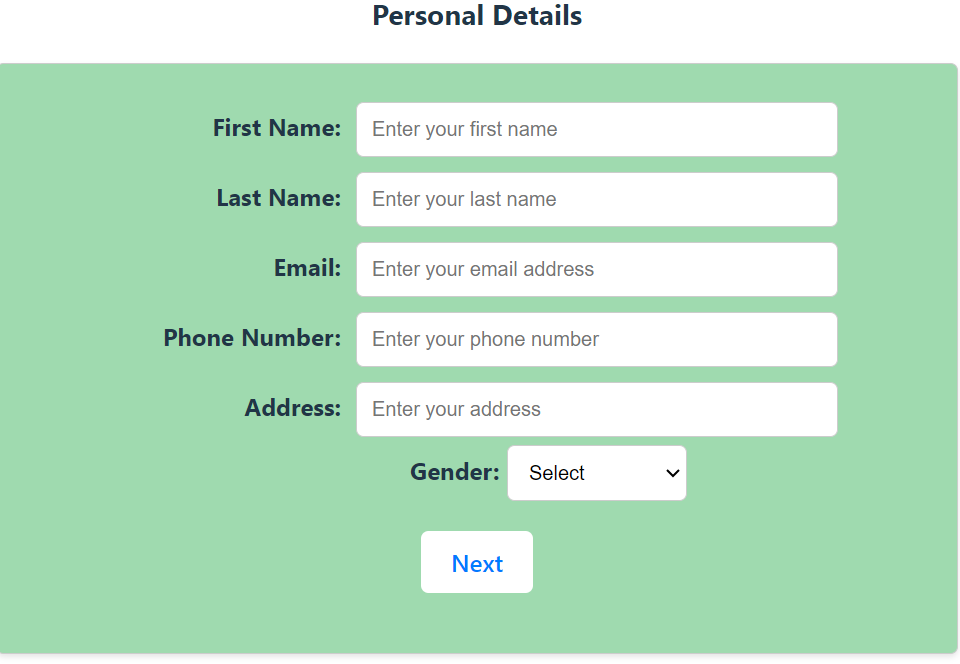 Personal Details
First Name: Enter your first name
Last Name: Enter your last name
Email: Enter your email address
Phone Number: Enter your phone number
Address: Enter your address
Gender: Select
Next